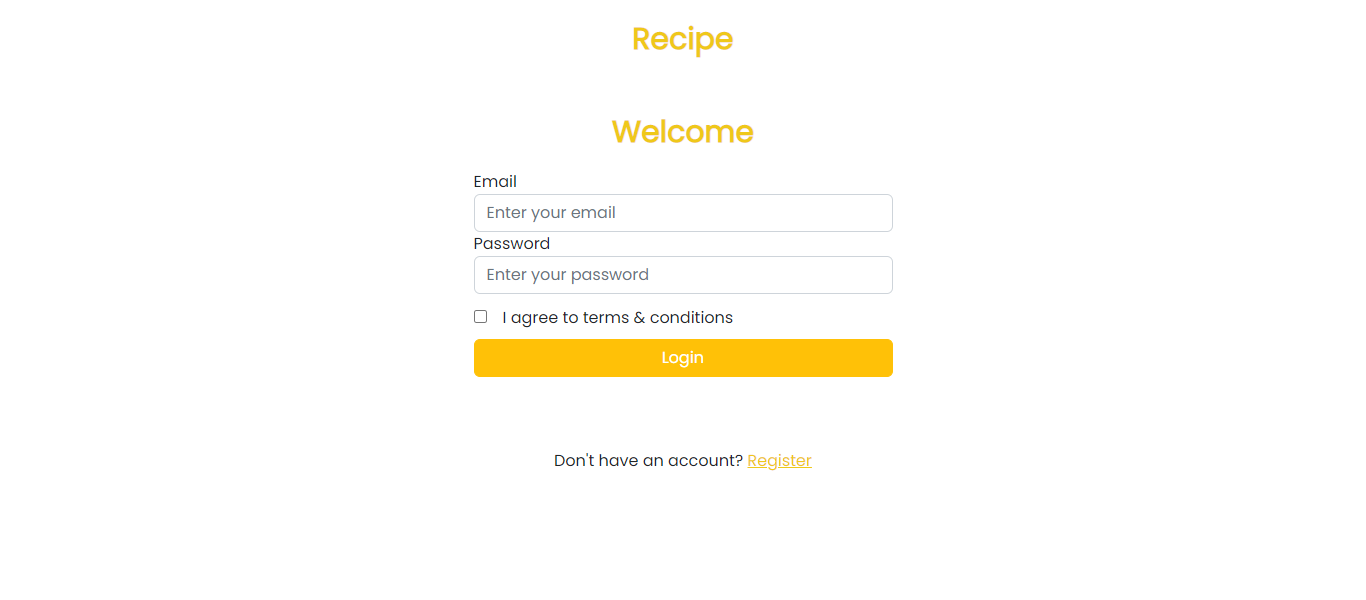 Recipe
Welcome
Email
Enter your email
Password
Enter your password
I agree to terms & conditions
Login
Don't have an account? Register